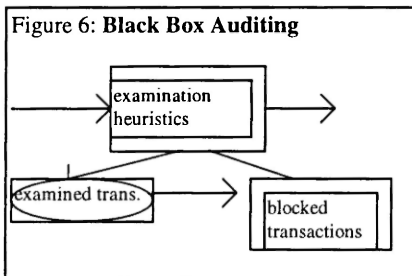 Figure 6: Black Box Auditing
examination
heuristics
examined trans.
blocked
transactions